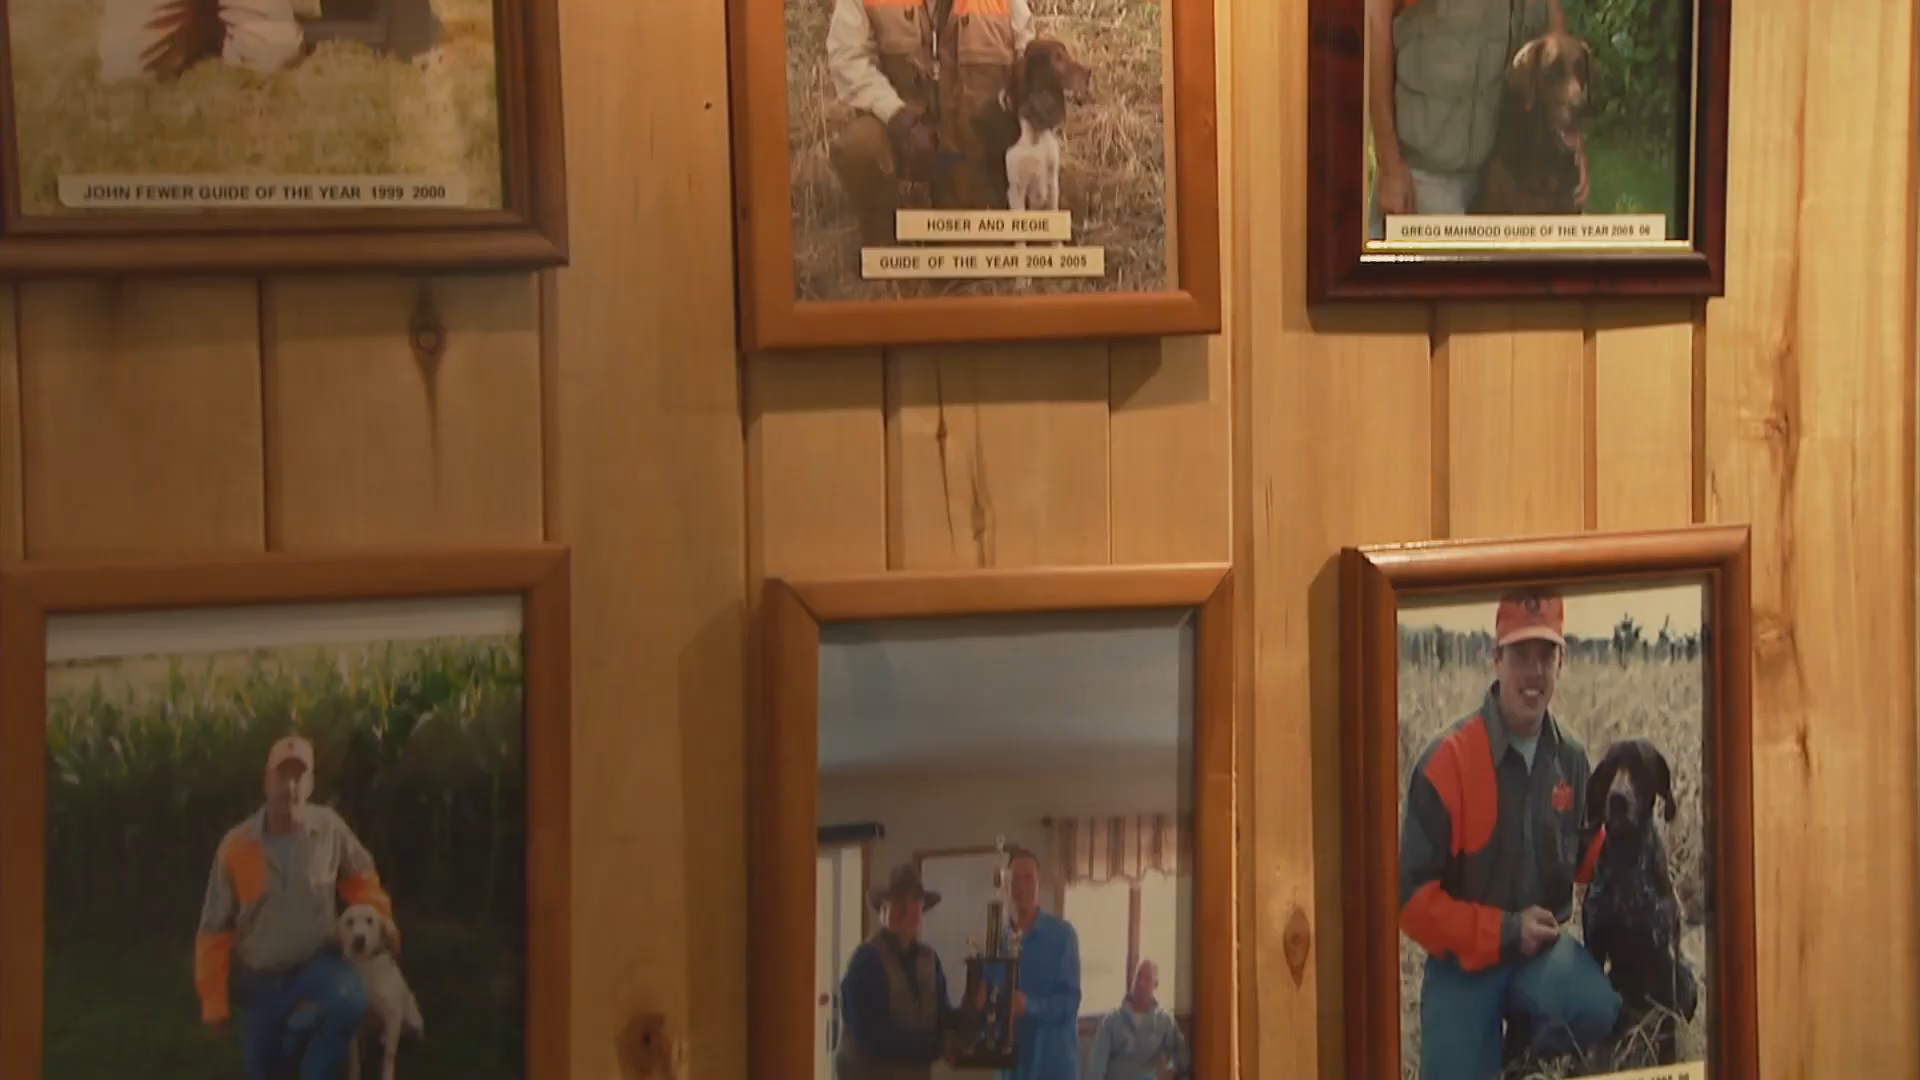 JOHN FEWER GUIDE OF THE YEAR 1999 2000
HOSER AND REGIE
GUIDE OF THE YEAR 2004 2005
GREGG MAHMOOD GUIDE OF THE YEAR 2005 06